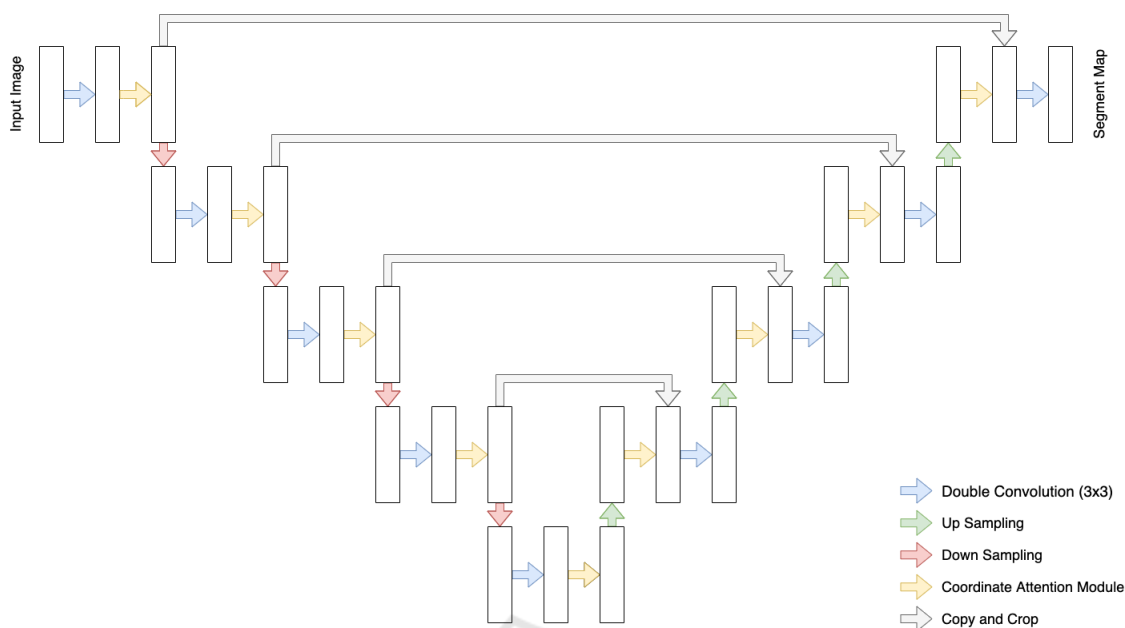 Input Image
Segment Map
Double Convolution (3x3)
Up Sampling
Down Sampling
Coordinate Attention Module
Copy and Crop